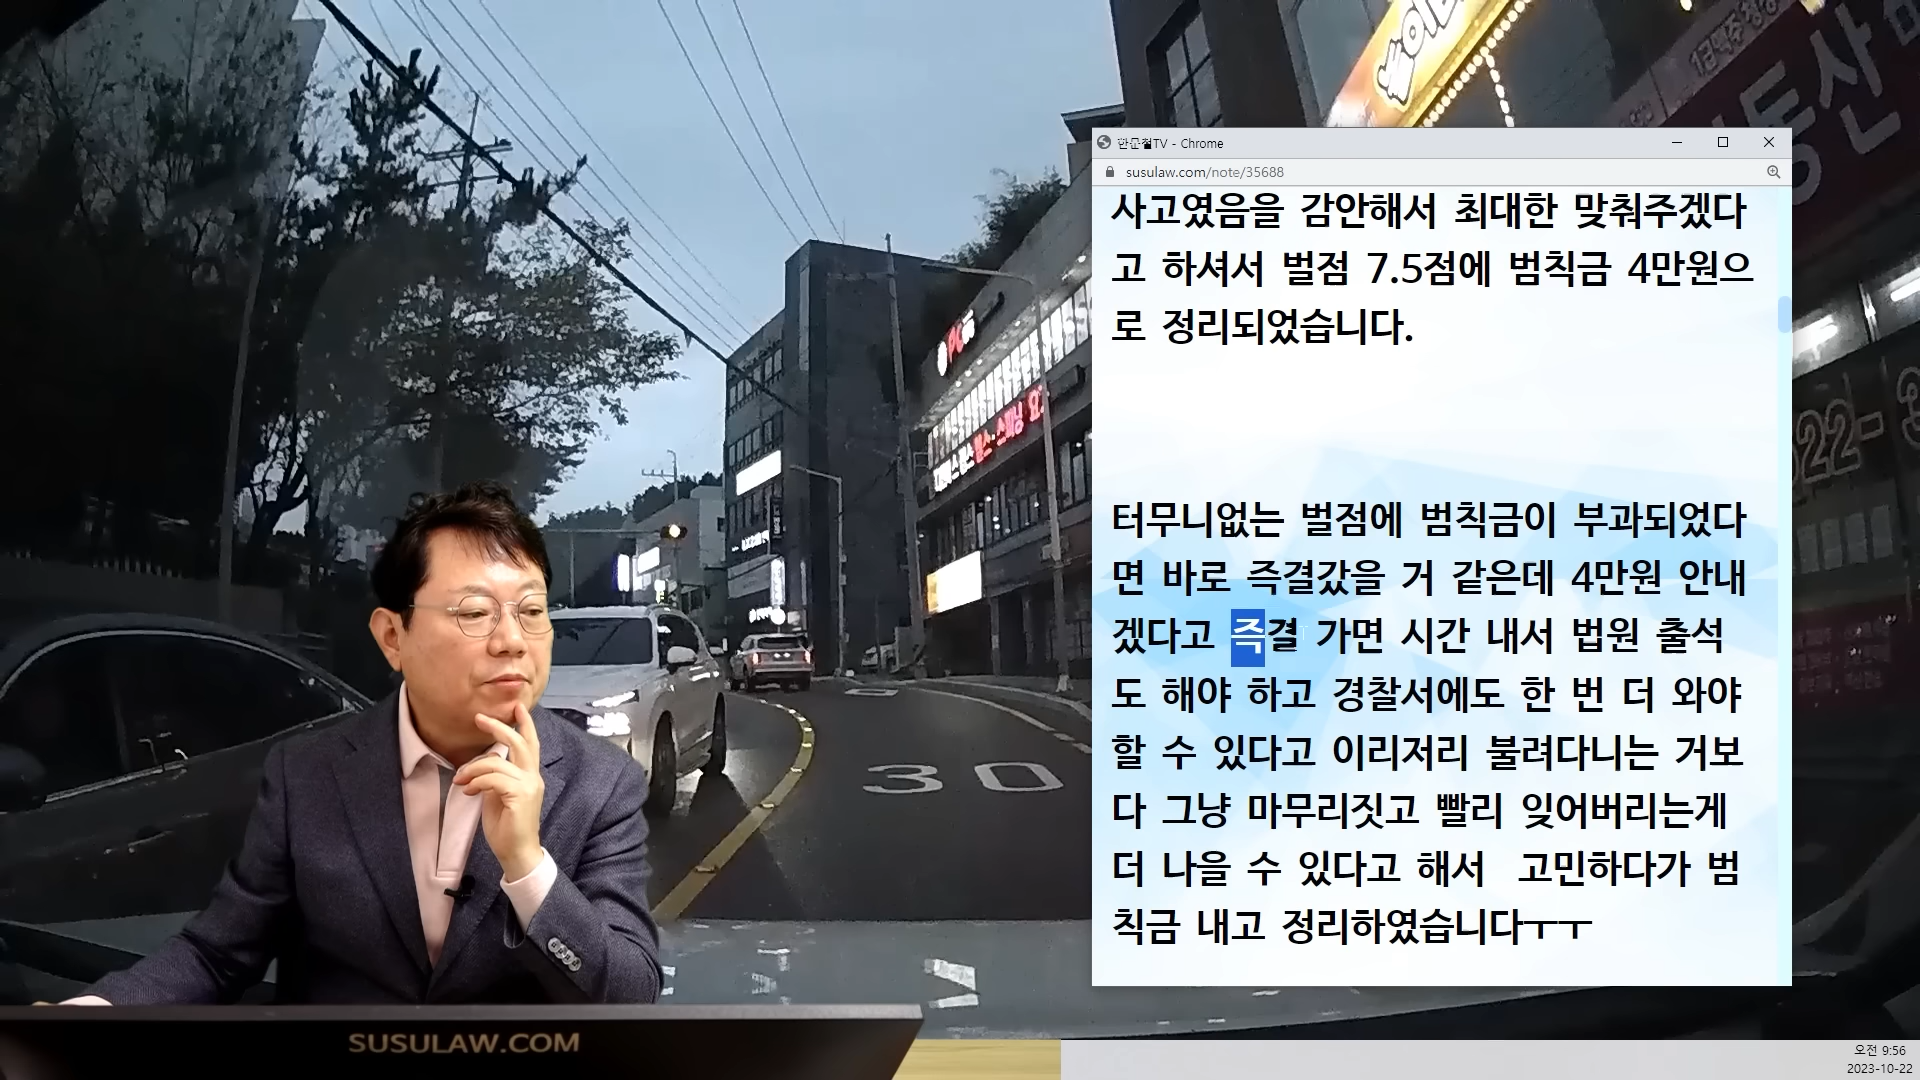 한문철TV - Chrome
susulaw.com/note/35688
사고였음을 감안해서 최대한 맞춰주겠다
고 하셔서 벌점 7.5점에 범칙금 4만원으
로 정리되었습니다.
터무니없는 벌점에 범칙금이 부과되었다
면 바로 즉결갔을 거 같은데 4만원 안내
겠다고 즉결 가면 시간 내서 법원 출석
도 해야 하고 경찰서에도 한 번 더 와야
할 수 있다고 이리저리 불려다니는 거보
다 그냥 마무리짓고 빨리 잊어버리는게
더 나을 수 있다고 해서 고민하다가 범
칙금 내고 정리하였습니다ㅜㅜ
PC
30
SUSULAW.COM
오전 9:56
2023-10-22